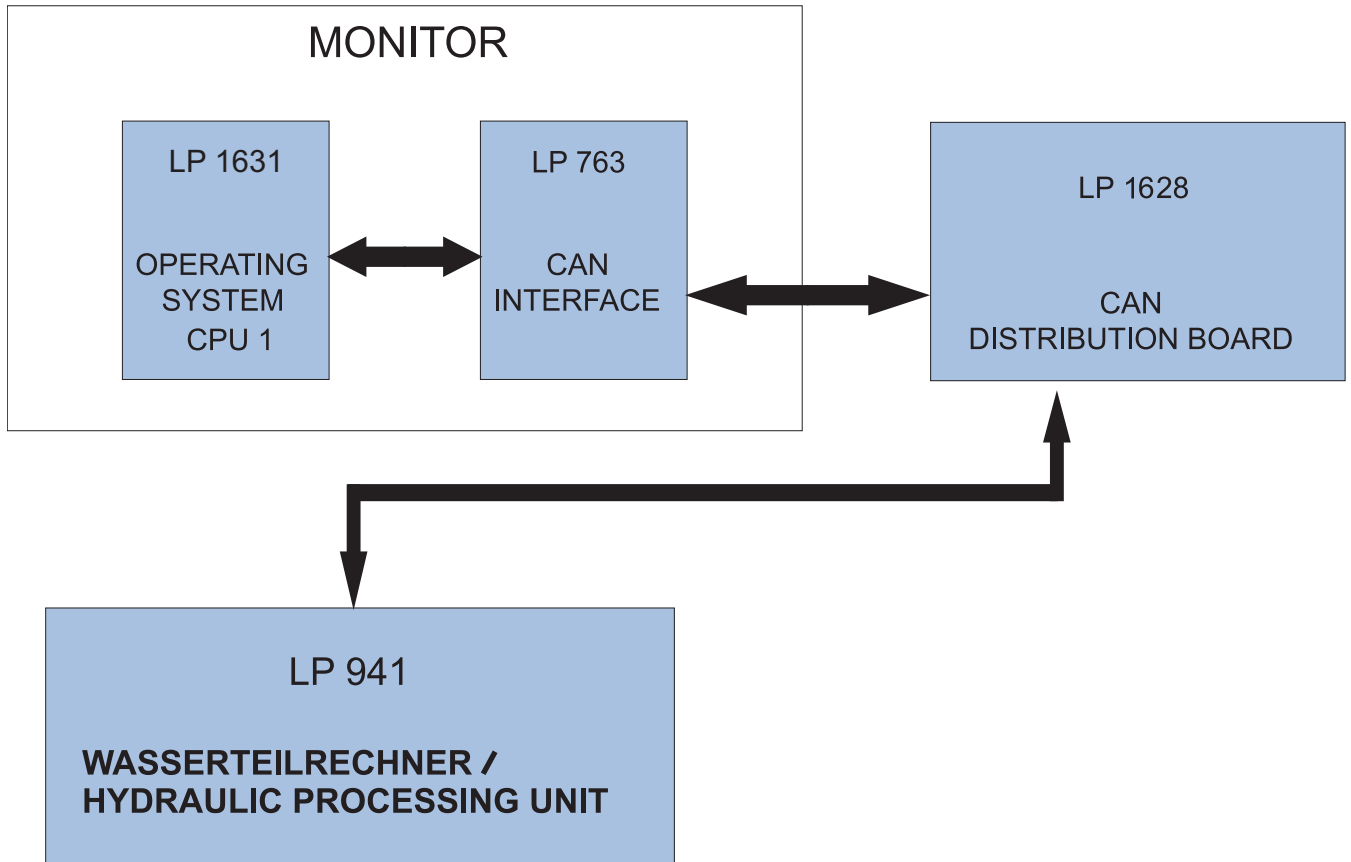 MONITOR
LP 1631
OPERATING
SYSTEM
CPU 1
LP 763
CAN
INTERFACE
LP 1628
CAN
DISTRIBUTION BOARD
LP 941
WASSERTEILRECHNER /
HYDRAULIC PROCESSING UNIT